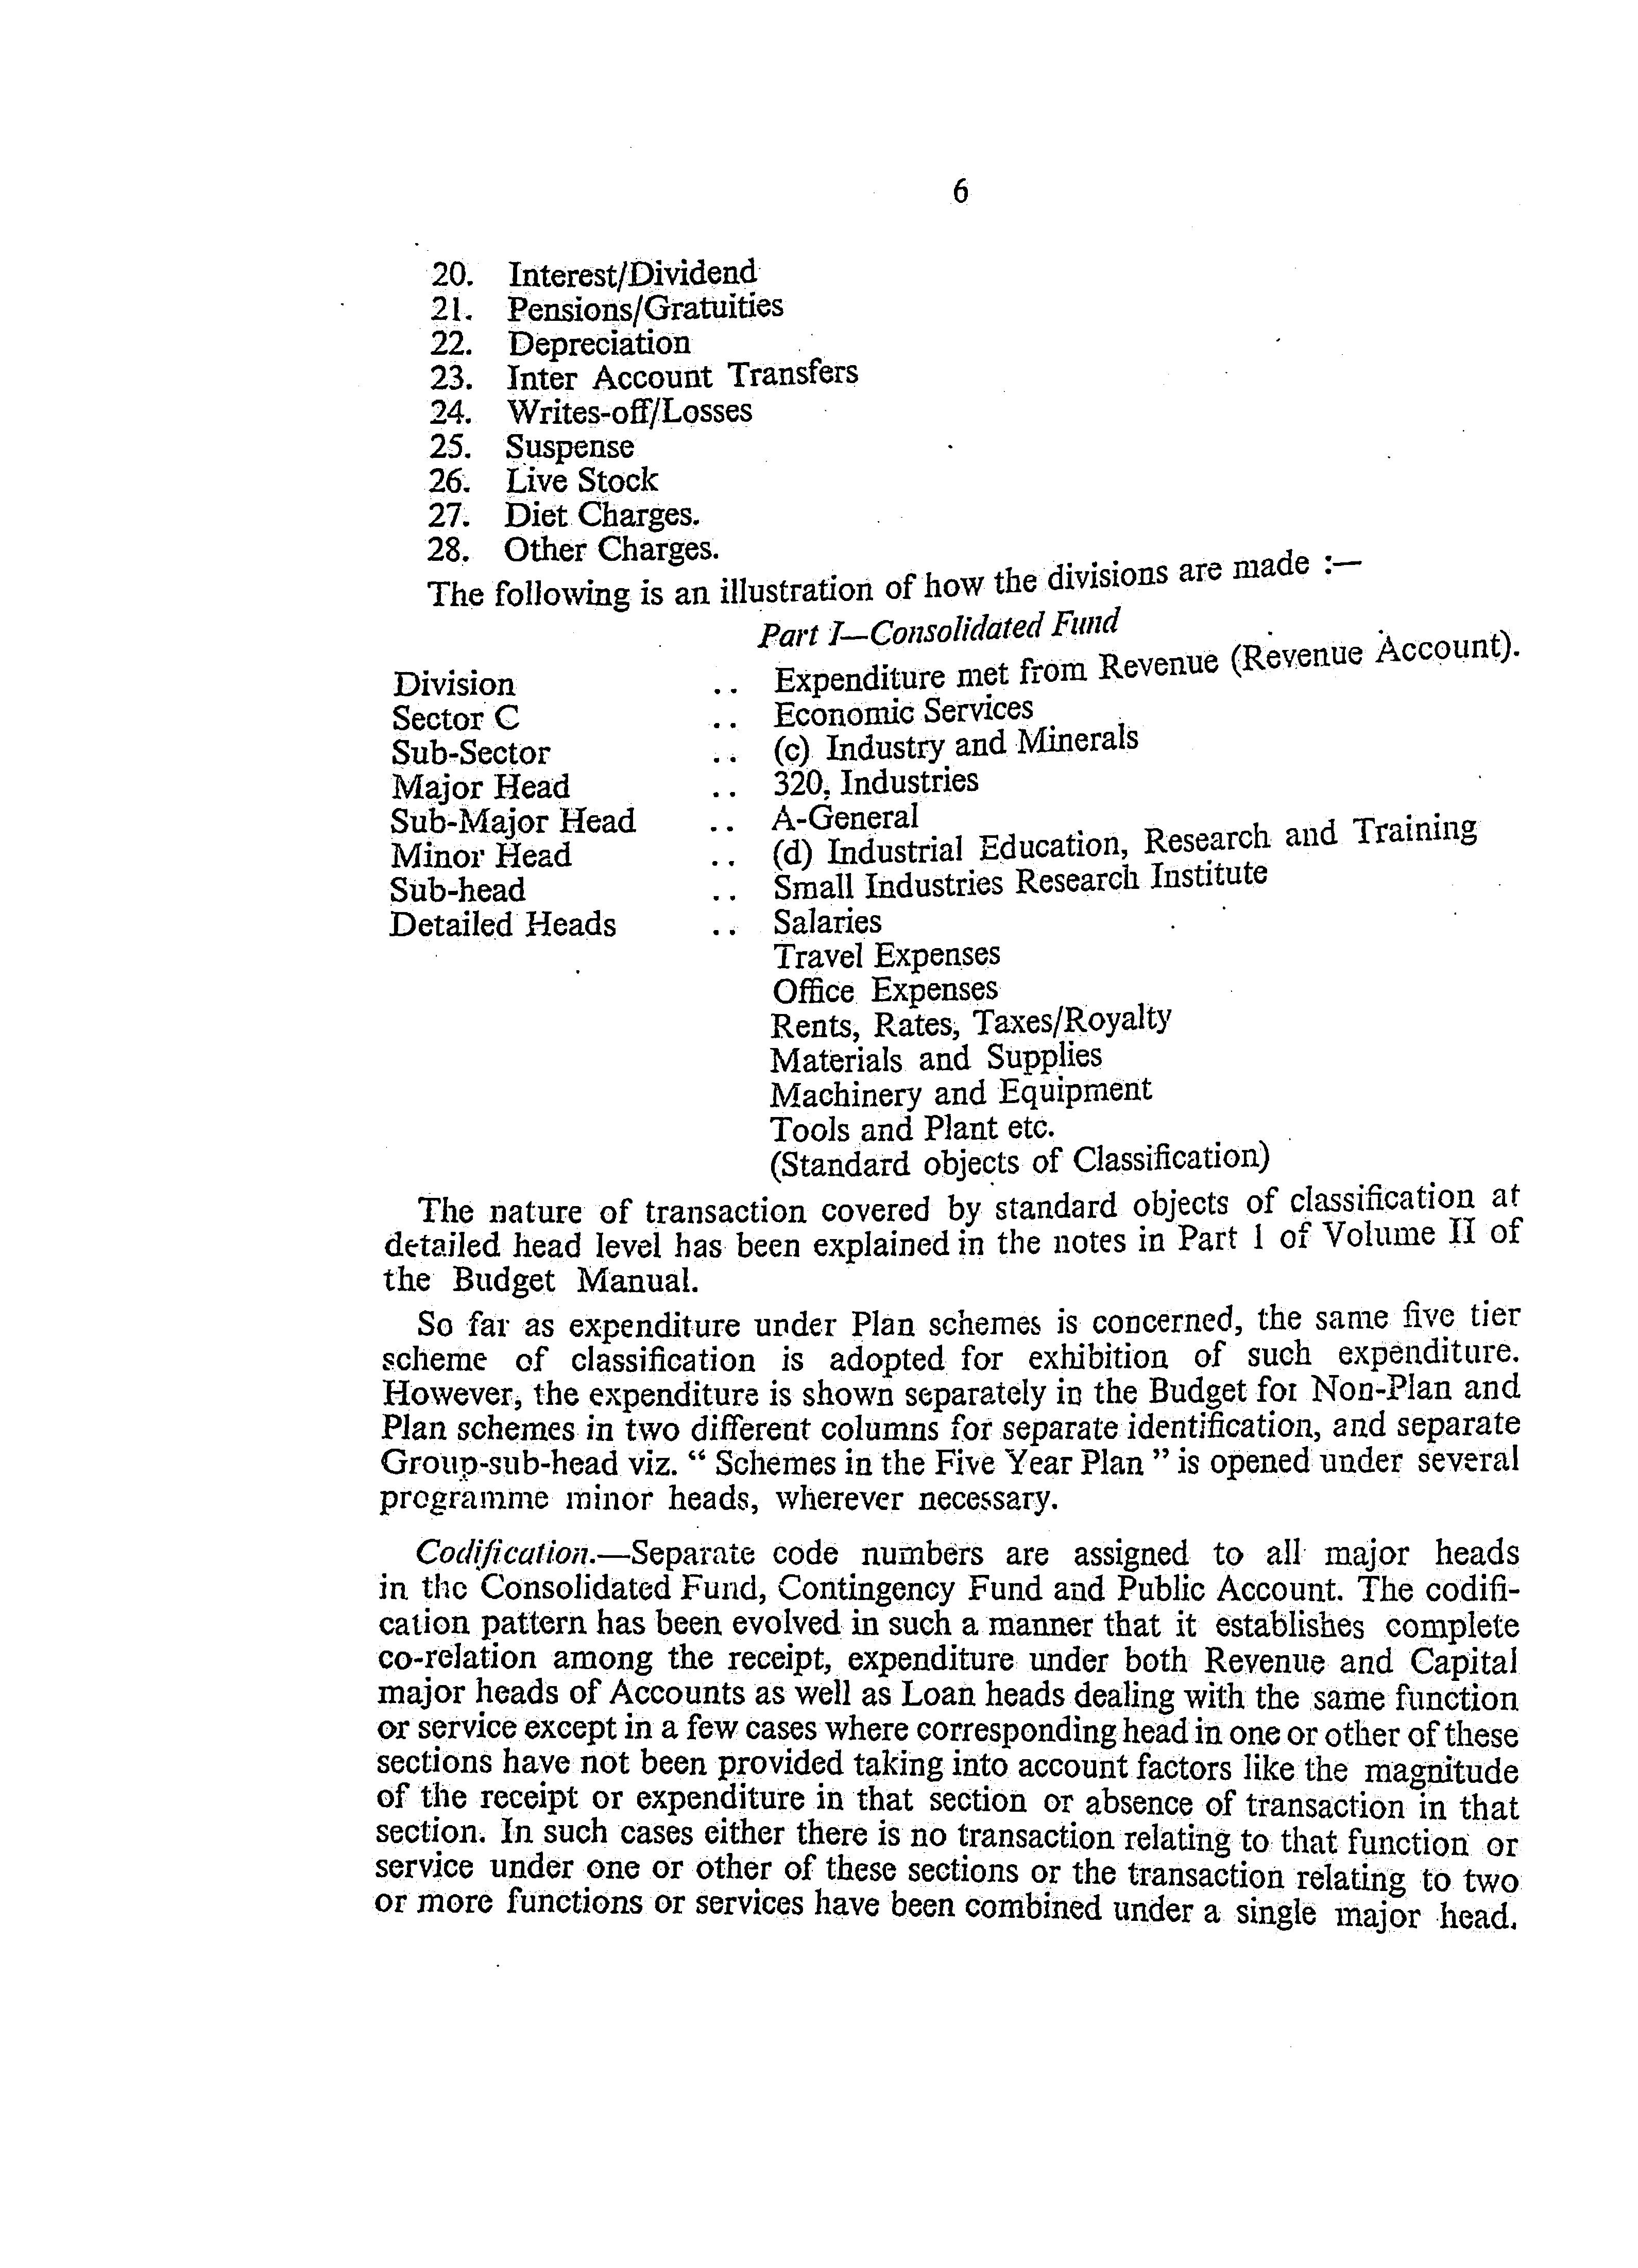 6
20. Interest/Dividend
21. Pensions/Gratuities
22. Depreciation
23. Inter Account Transfers
24. Writes-off/Losses
25. Suspense
26. Live Stock
27. Diet Charges.
28. Other Charges.
The following is an illustration of how the divisions are made :—
Part I—Consolidated Fund
Division .. Expenditure met from Revenue (Revenue Account).
Sector C .. Economic Services
Sub-Sector .. (c) Industry and Minerals
Major Head .. 320, Industries
Sub-Major Head .. A-General
Minor Head .. (d) Industrial Education, Research and Training
Sub-head .. Small Industries Research Institute
Detailed Heads .. Salaries
Travel Expenses
Office Expenses
Rents, Rates, Taxes/Royalty
Materials and Supplies
Machinery and Equipment
Tools and Plant etc.
(Standard objects of Classification)
The nature of transaction covered by standard objects of classification at
detailed head level has been explained in the notes in Part 1 of Volume II of
the Budget Manual.
So far as expenditure under Plan schemes is concerned, the same five tier
scheme of classification is adopted for exhibition of such expenditure.
However, the expenditure is shown separately in the Budget for Non-Plan and
Plan schemes in two different columns for separate identification, and separate
Group-sub-head viz. “ Schemes in the Five Year Plan ” is opened under several
programme minor heads, wherever necessary.
Codification.—Separate code numbers are assigned to all major heads
in the Consolidated Fund, Contingency Fund and Public Account. The codifi-
cation pattern has been evolved in such a manner that it establishes complete
co-relation among the receipt, expenditure under both Revenue and Capital
major heads of Accounts as well as Loan heads dealing with the same function
or service except in a few cases where corresponding head in one or other of these
sections have not been provided taking into account factors like the magnitude
of the receipt or expenditure in that section or absence of transaction in that
section. In such cases either there is no transaction relating to that function or
service under one or other of these sections or the transaction relating to two
or more functions or services have been combined under a single major head.